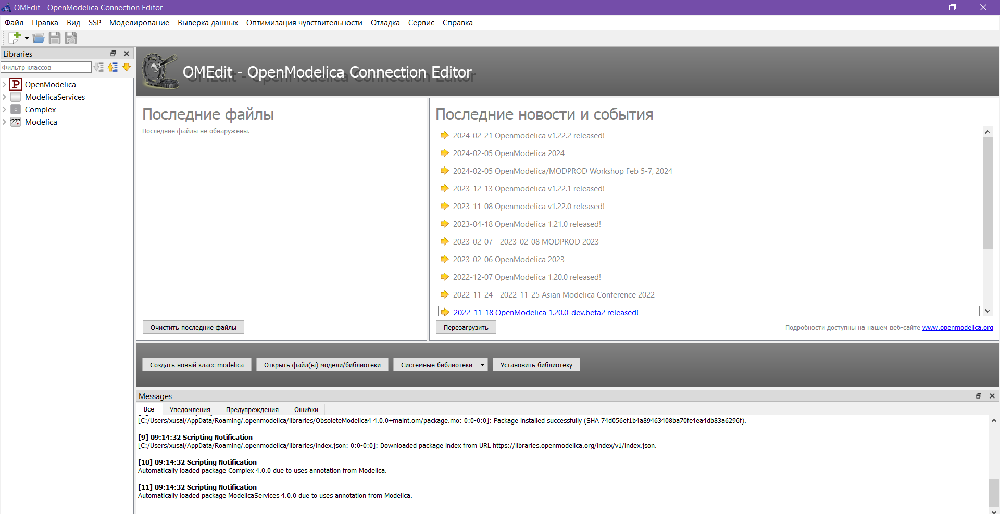 OMEdit - OpenModelica Connection Editor
Файл Правка Вид SSP Моделирование Выверка данных Оптимизация чувствительности Отладка Сервис Справка
Libraries
Фильтр классов
P OpenModelica
ModelicaServices
C Complex
Modelica
OMEdit - OpenModelica Connection Editor
Последние файлы
Последние файлы не обнаружены.
Очистить последние файлы
Последние новости и события
2024-02-21 Openmodelica v1.22.2 released!
2024-02-05 OpenModelica 2024
2024-02-05 OpenModelica/MODPROD Workshop Feb 5-7, 2024
2023-12-13 Openmodelica v1.22.1 released!
2023-11-08 Openmodelica v1.22.0 released!
2023-04-18 OpenModelica 1.21.0 released!
2023-02-07 - 2023-02-08 MODPROD 2023
2023-02-06 OpenModelica 2023
2022-12-07 OpenModelica 1.20.0 released!
2022-11-24 - 2022-11-25 Asian Modelica Conference 2022
2022-11-18 OpenModelica 1.20.0-dev.beta2 released!
Перезагрузить
Подробности доступны на нашем веб-сайте www.openmodelica.org
Создать новый класс modelica Открыть файл(ы) модели/библиотеки Системные библиотеки Установить библиотеку
Messages
Все Уведомления Предупреждения Ошибки
[C:/Users/xusai/AppData/Roaming/.openmodelica/libraries/ObsoleteModelica4 4.0.0+maint.om/package.mo: 0:0-0:0]: Package installed successfully (SHA 74d056ef1b4a89463408ba70fc4ea4db83a6296f).
[9] 09:14:32 Scripting Notification
[C:/Users/xusai/AppData/Roaming/.openmodelica/libraries/index.json: 0:0-0:0]: Downloaded package index from URL https://libraries.openmodelica.org/index/v1/index.json.
[10] 09:14:32 Scripting Notification
Automatically loaded package Complex 4.0.0 due to uses annotation from Modelica.
[11] 09:14:32 Scripting Notification
Automatically loaded package ModelicaServices 4.0.0 due to uses annotation from Modelica.